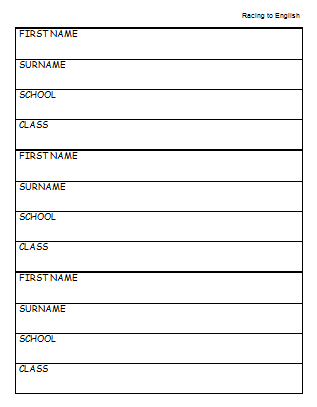 Racing to English
FIRST NAME
SURNAME
SCHOOL
CLASS
FIRST NAME
SURNAME
SCHOOL
CLASS
FIRST NAME
SURNAME
SCHOOL
CLASS